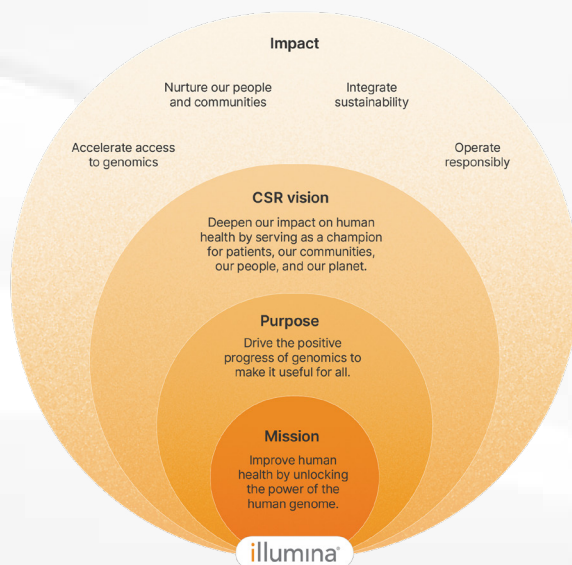 Impact
Nurture our people
and communities
Integrate
sustainability
Accelerate access
to genomics
Operate
responsibly
CSR vision
Deepen our impact on human
health by serving as a champion
for patients, our communities,
our people, and our planet.
Purpose
Drive the positive
progress of genomics to
make it useful for all.
Mission
Improve human
health by unlocking
the power of the
human genome.
illumina®